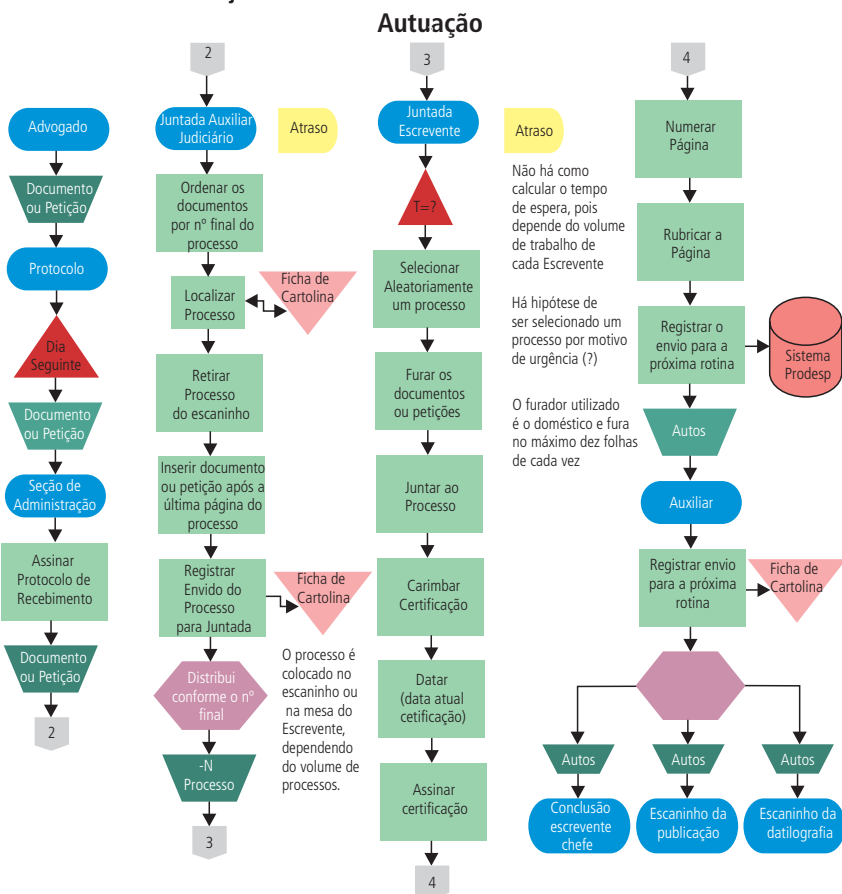 Autuação
Advogado
Documento
ou Petição
Protocolo
Dia
Seguinte
Documento
ou Petição
Seção de
Administração
Assinar
Protocolo de
Recebimento
Documento
ou Petição
2
2
Juntada Auxiliar
Judiciário
Atraso
Ordenar os
documentos
por nº final do
processo
Localizar
Processo
Ficha de
Cartolina
Retirar
Processo
do escaninho
Inserir documento
ou petição após a
última página do
processo
Registrar
Envido do
Processo
para Juntada
Ficha de
Cartolina
Distribui
conforme o nº
final
O processo é
colocado no
escaninho ou
na mesa do
Escrevente,
dependendo
do volume de
processos.
-N
Processo
3
3
Juntada
Escrevente
Atraso
T=?
Não há como
calcular o tempo
de espera, pois
depende do volume
de trabalho de
cada Escrevente
Selecionar
Aleatoriamente
um processo
Há hipótese de
ser selecionado um
processo por motivo
de urgência (?)
Furar os
documentos
ou petições
O furador utilizado
é o doméstico e fura
no máximo dez folhas
de cada vez
Juntar ao
Processo
Carimbar
Certificação
Datar
(data atual
cetificação)
Assinar
certificação
4
4
Numerar
Página
Rubricar a
Página
Registrar o
envio para a
próxima rotina
Sistema
Prodesp
Autos
Auxiliar
Registrar envio
para a próxima
rotina
Ficha de
Cartolina
Autos
Autos
Autos
Conclusão
escrevente
chefe
Escaninho da
publicação
Escaninho da
datilografia